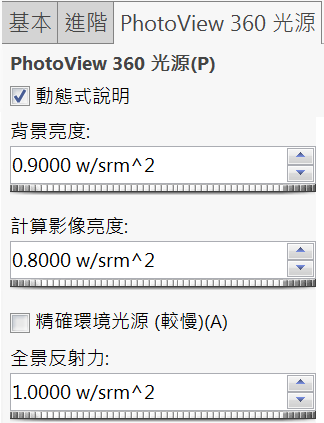 基本 進階 PhotoView 360 光源
PhotoView 360 光源(P)
動態式說明
背景亮度:
0.9000 w/srm^2
計算影像亮度:
0.8000 w/srm^2
精確環境光源 (較慢)(A)
全景反射力:
1.0000 w/srm^2